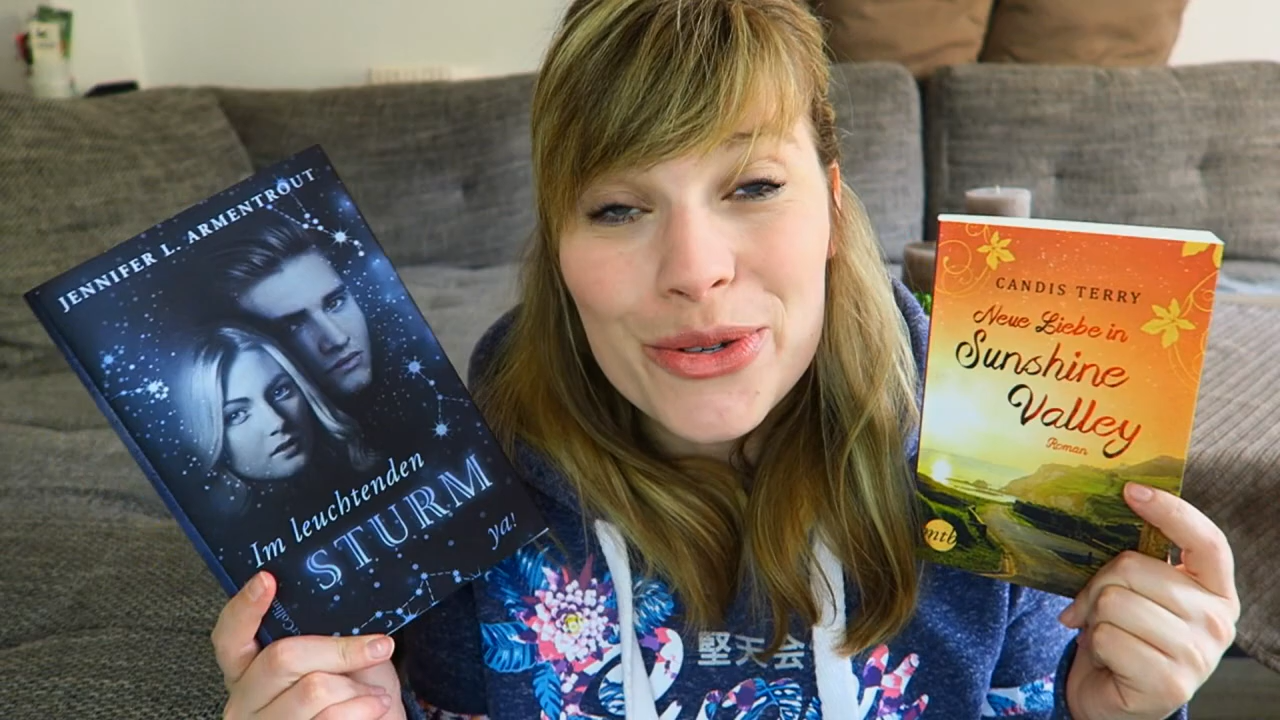 JENNIFER L. ARMENTROUT
Im leuchtenden
STURM
ya!
CANDIS TERRY
Neue Liebe in
Sunshine
Valley
Roman
mtb
堅天会